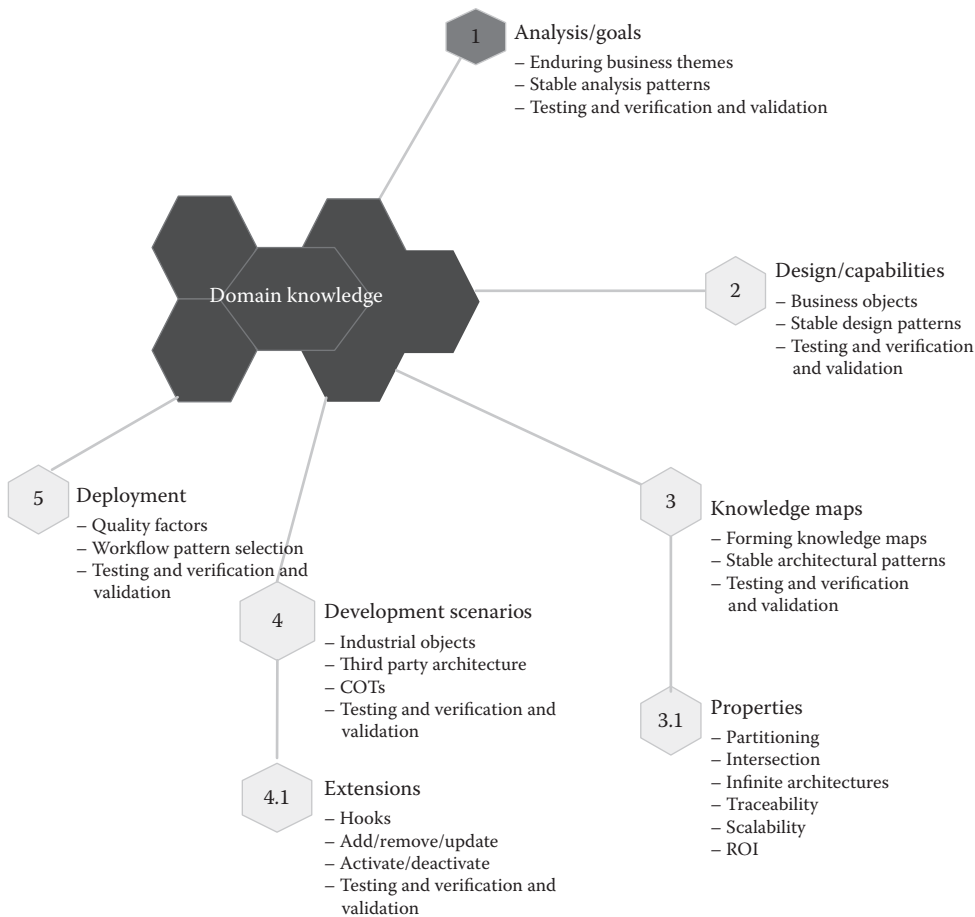 1
Analysis/goals
– Enduring business themes
– Stable analysis patterns
– Testing and verification and validation
Domain knowledge
2
Design/capabilities
– Business objects
– Stable design patterns
– Testing and verification
and validation
3
Knowledge maps
– Forming knowledge maps
– Stable architectural patterns
– Testing and verification
and validation
3.1
Properties
– Partitioning
– Intersection
– Infinite architectures
– Traceability
– Scalability
– ROI
4
Development scenarios
– Industrial objects
– Third party architecture
– COTs
– Testing and verification and
validation
4.1
Extensions
– Hooks
– Add/remove/update
– Activate/deactivate
– Testing and verification and
validation
5
Deployment
– Quality factors
– Workflow pattern selection
– Testing and verification and
validation